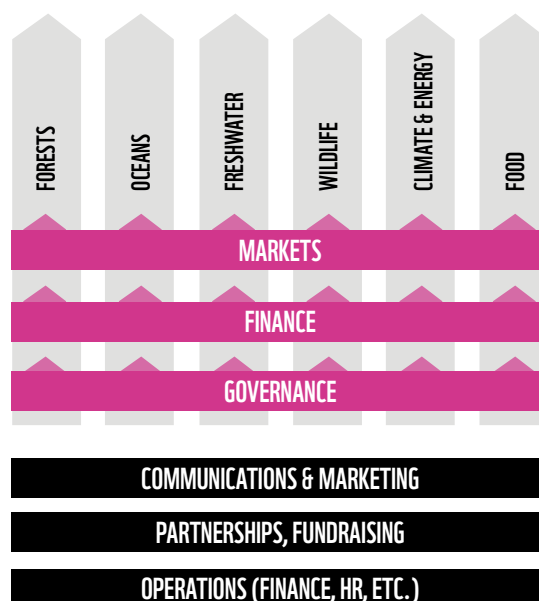 FORESTS
OCEANS
FRESHWATER
WILDLIFE
CLIMATE & ENERGY
FOOD
MARKETS
FINANCE
GOVERNANCE
COMMUNICATIONS & MARKETING
PARTNERSHIPS, FUNDRAISING
OPERATIONS (FINANCE, HR, ETC.)